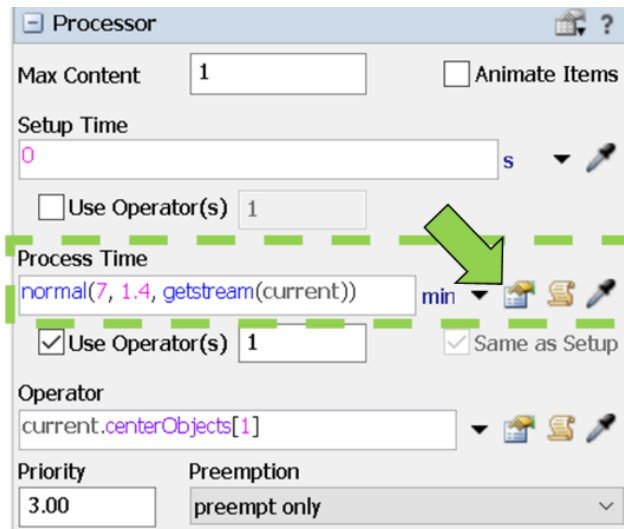 Processor ?
Max Content 1 Animate Items
Setup Time
0 s
Use Operator(s) 1
Process Time
normal(7, 1.4, getstream(current)) min
Use Operator(s) 1 Same as Setup
Operator
current.centerObjects[1]
Priority Preemption
3.00 preempt only